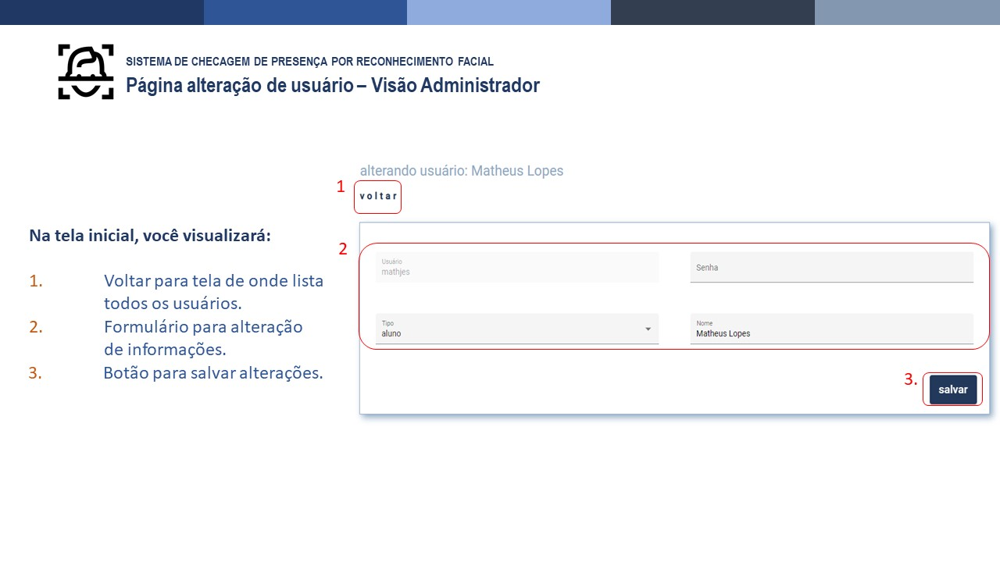 SISTEMA DE CHECAGEM DE PRESENÇA POR RECONHECIMENTO FACIAL
Página alteração de usuário – Visão Administrador
alterando usuário: Matheus Lopes
1
voltar
Na tela inicial, você visualizará:
1. Voltar para tela de onde lista
todos os usuários.
2. Formulário para alteração
de informações.
3. Botão para salvar alterações.
2
Usuário
mathjes
Senha
Tipo
aluno
Nome
Matheus Lopes
3.
salvar